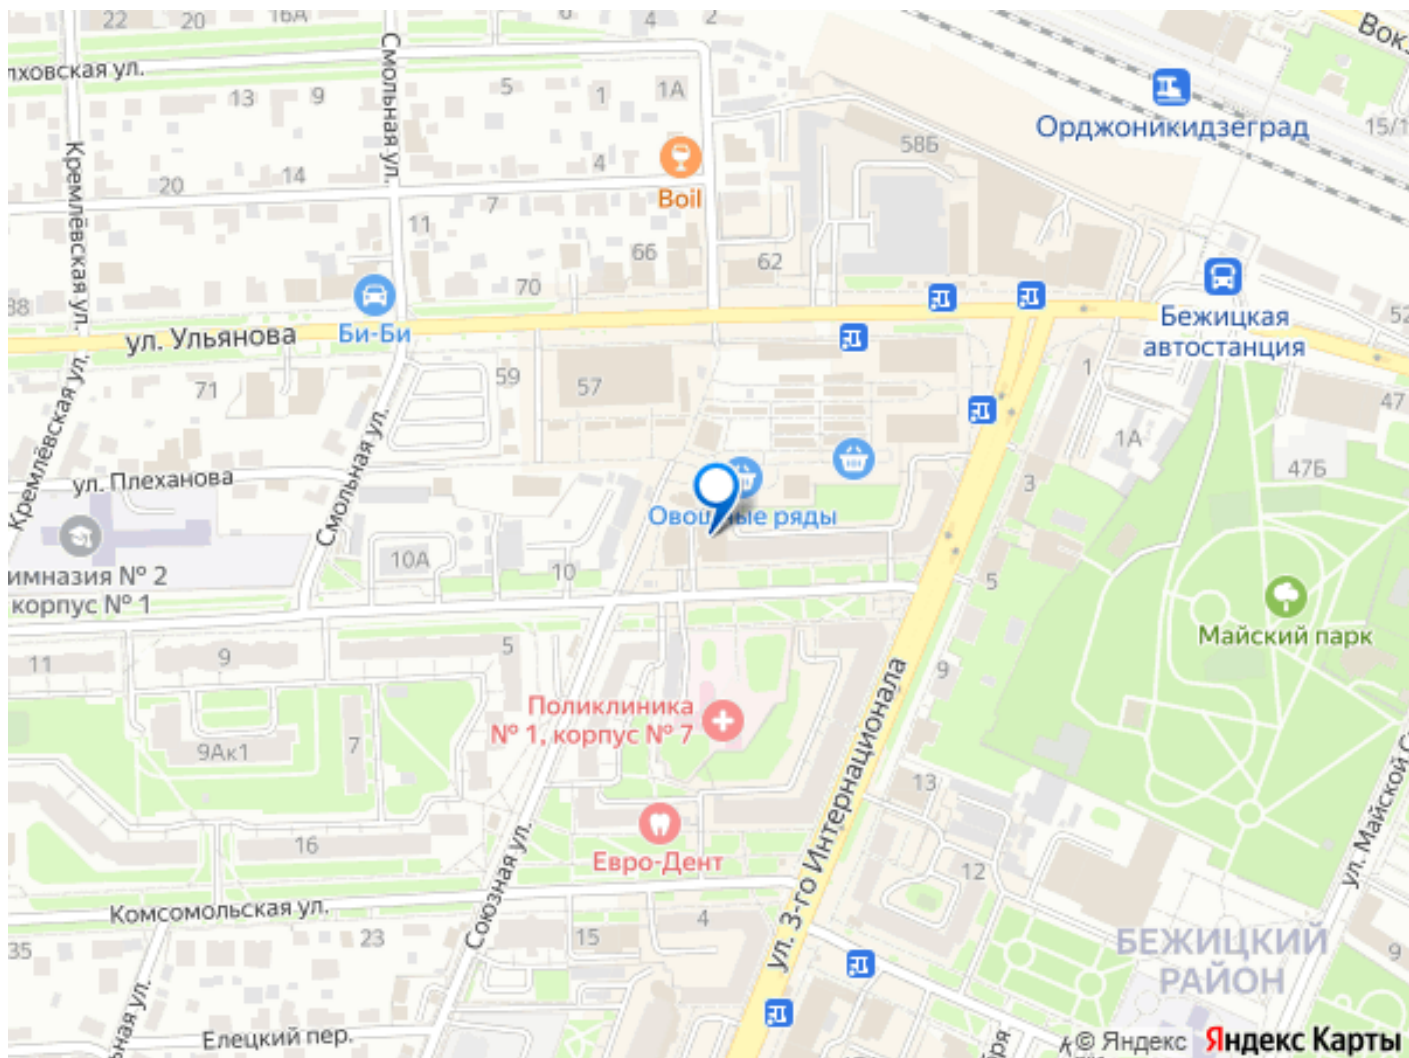 22
20
16А
6
4
2
Вок
лховская ул.
Смольная ул.
13
9
5
1
1А
Орджоникидзеград
15/1
58Б
Кремлёвская ул.
20
14
4
Boil
7
11
66
62
70
38
Би-Би
ул. Ульянова
Бежицкая
автостанция
52
71
59
57
1
47
1А
47Б
Кремлёвская ул.
Смольная ул.
ул. Плеханова
3
Овощные ряды
имназия № 2
корпус № 1
10А
10
5
Майский парк
11
9
5
9
Поликлиника
№ 1, корпус № 7
9Ак1
7
13
ул. 3-го Интернационала
16
Евро-Дент
12
ул. Майской С
Союзная ул.
Комсомольская ул.
4
23
15
35
9
БЕЖИЦКИЙ
РАЙОН
ьная ул.
Елецкий пер.
бря
© Яндекс Яндекс Карты